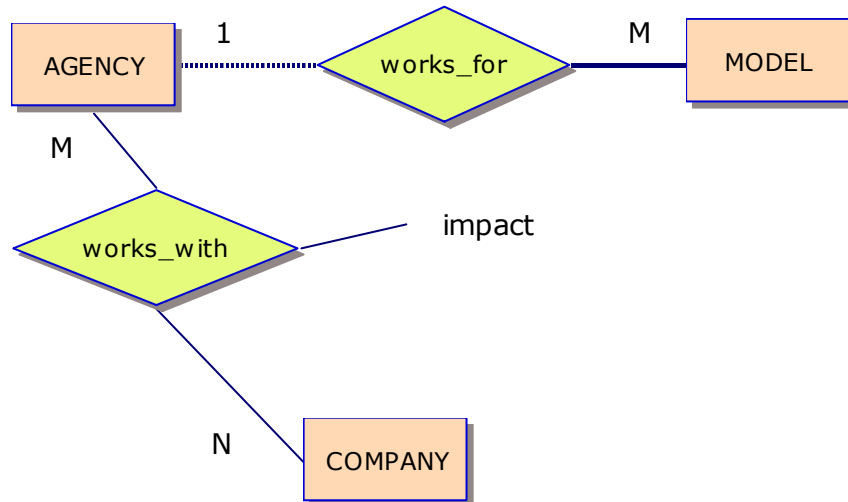 1
M
AGENCY
works_for
MODEL
M
impact
works_with
N
COMPANY